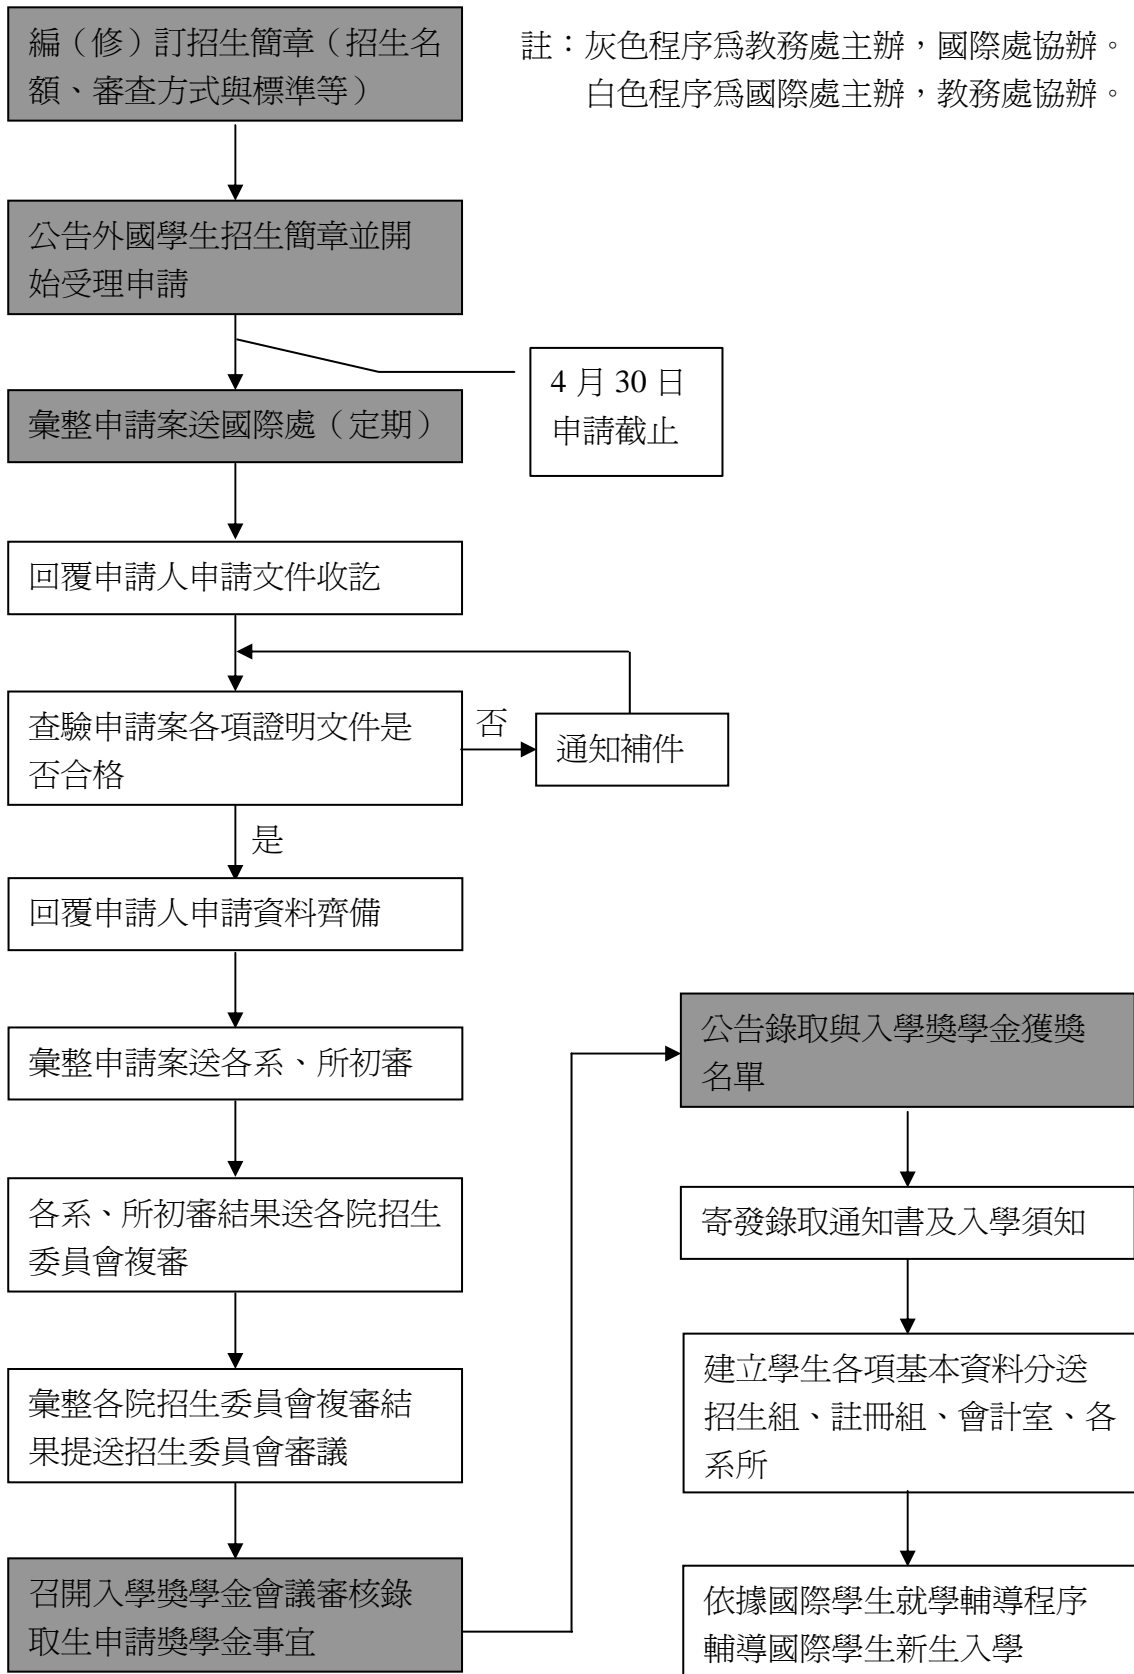 編（修）訂招生簡章（招生名
額、審查方式與標準等）
註：灰色程序為教務處主辦，國際處協辦。
白色程序為國際處主辦，教務處協辦。
公告外國學生招生簡章並開
始受理申請
4 月 30 日
申請截止
彙整申請案送國際處（定期）
回覆申請人申請文件收訖
查驗申請案各項證明文件是
否合格
否
通知補件
是
回覆申請人申請資料齊備
彙整申請案送各系、所初審
各系、所初審結果送各院招生
委員會複審
彙整各院招生委員會複審結
果提送招生委員會審議
召開入學獎學金會議審核錄
取生申請獎學金事宜
公告錄取與入學獎學金獲獎
名單
寄發錄取通知書及入學須知
建立學生各項基本資料分送
招生組、註冊組、會計室、各
系所
依據國際學生就學輔導程序
輔導國際學生新生入學